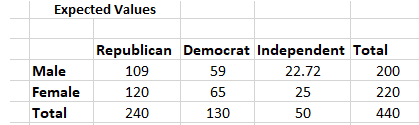 Expected Values
Republican Democrat Independent Total
Male 109 59 22.72 200
Female 120 65 25 220
Total 240 130 50 440